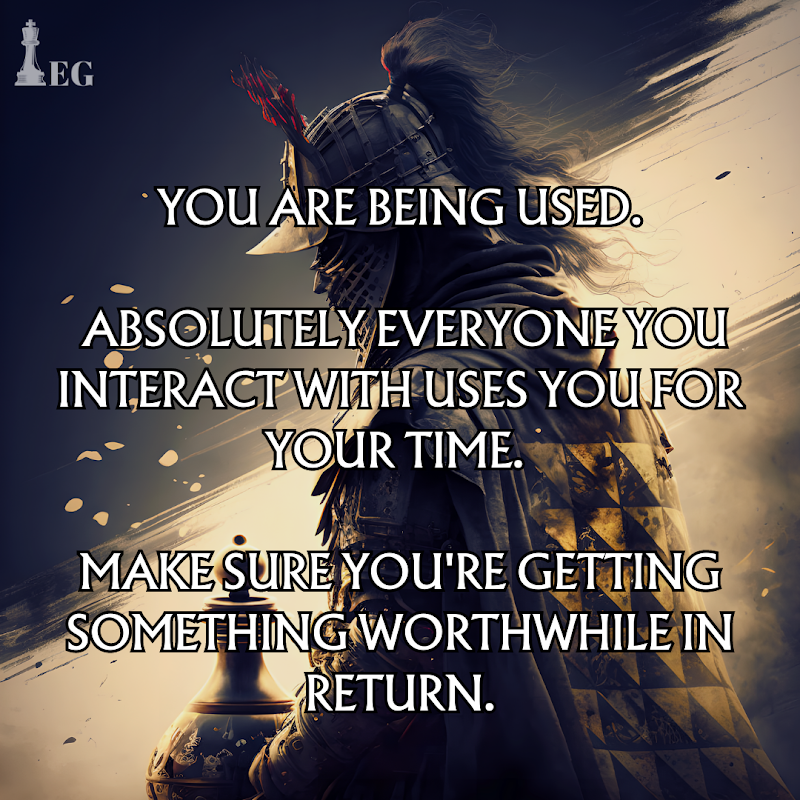 EG
YOU ARE BEING USED.
ABSOLUTELY EVERYONE YOU
INTERACT WITH USES YOU FOR
YOUR TIME.
MAKE SURE YOU'RE GETTING
SOMETHING WORTHWHILE IN
RETURN.